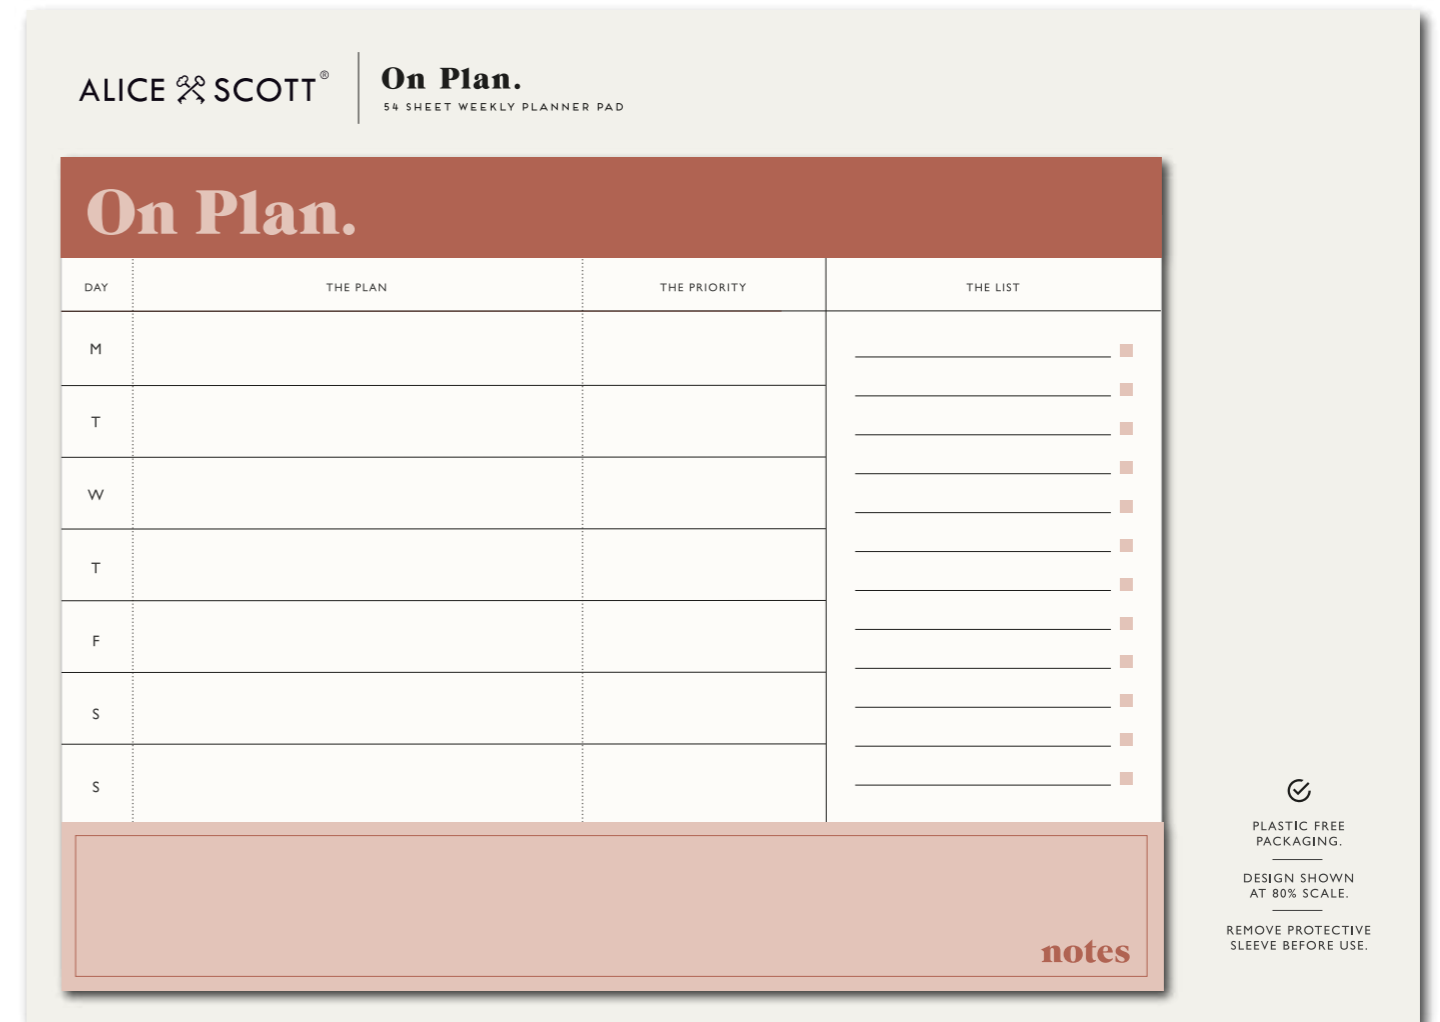 ALICE SCOTT®
On Plan.
54 SHEET WEEKLY PLANNER PAD
On Plan.
DAY THE PLAN THE PRIORITY THE LIST
M
T
W
T
F
S
S
notes
PLASTIC FREE
PACKAGING.
DESIGN SHOWN
AT 80% SCALE.
REMOVE PROTECTIVE
SLEEVE BEFORE USE.